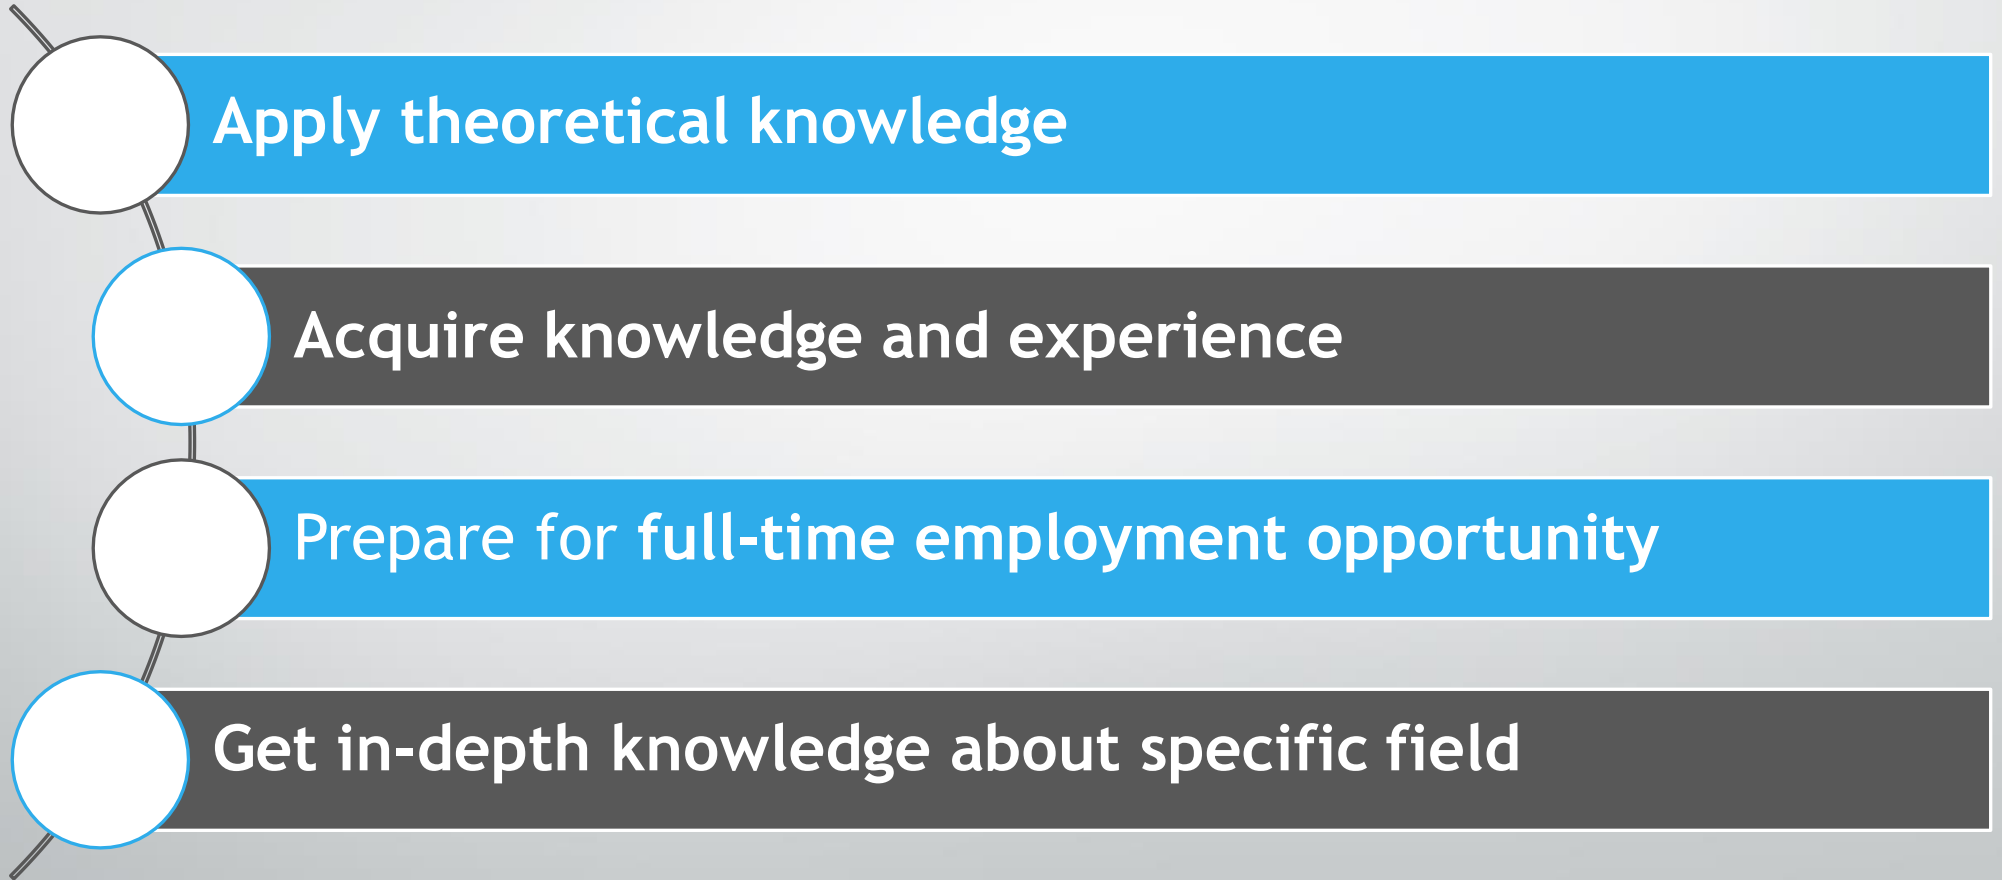 Apply theoretical knowledge
Acquire knowledge and experience
Prepare for full-time employment opportunity
Get in-depth knowledge about specific field